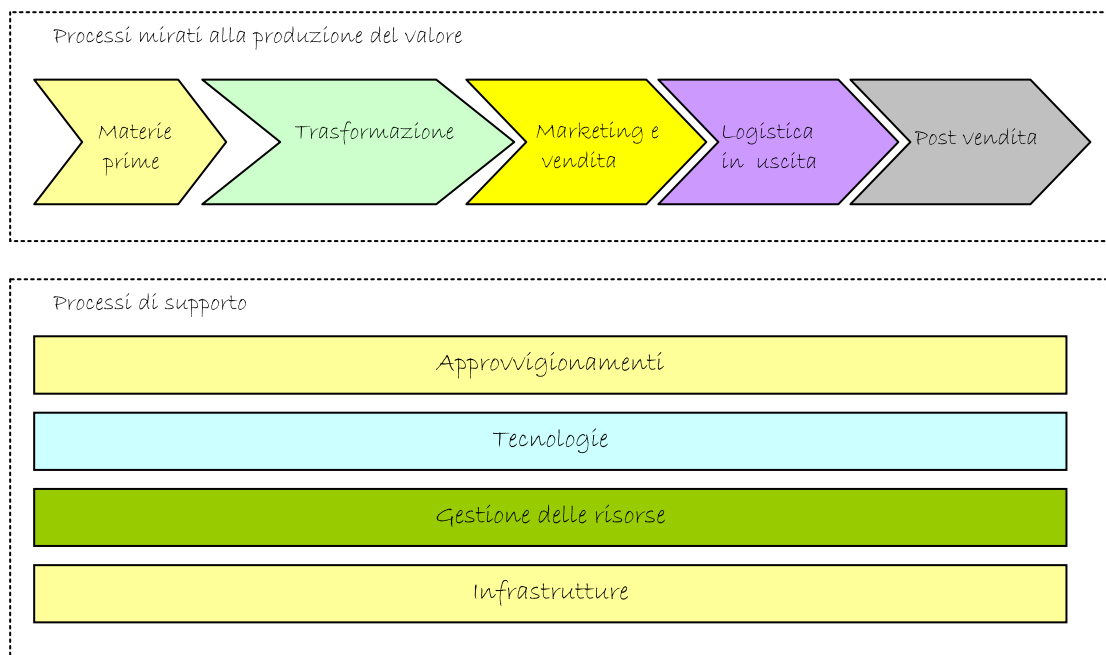 Processi mirati alla produzione del valore
Materie
prime
Trasformazione
Marketing e
vendita
Logistica
in uscita
Post vendita
Processi di supporto
Approvvigionamenti
Tecnologie
Gestione delle risorse
Infrastrutture